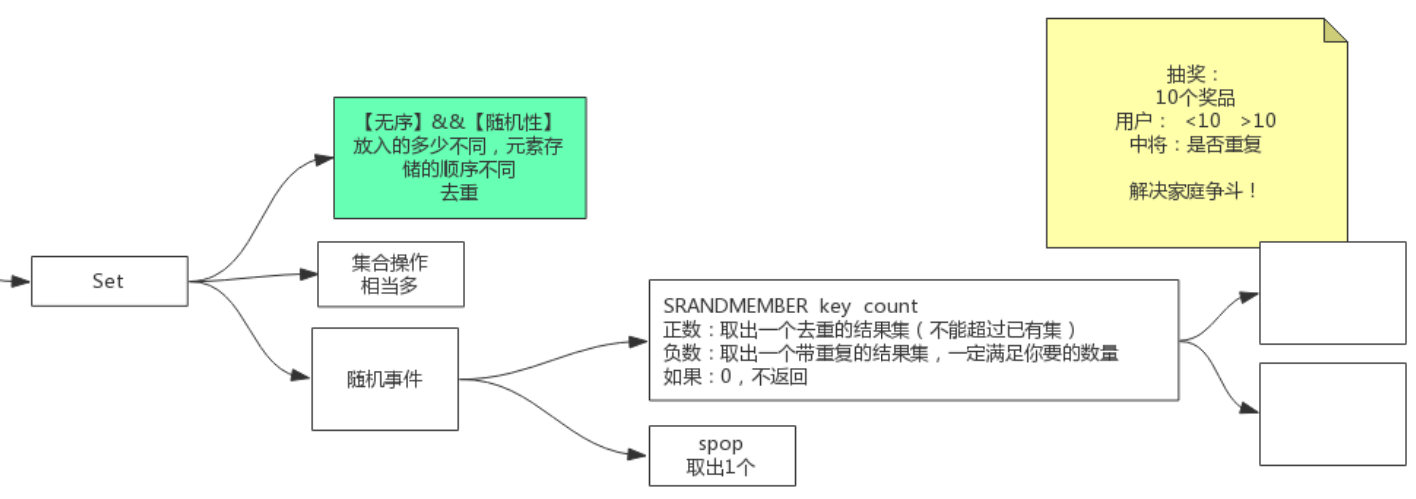 Set
【无序】&&【随机性】
放入的多少不同，元素存
储的顺序不同
去重
集合操作
相当多
随机事件
SRANDMEMBER key count
正数：取出一个去重的结果集（不能超过已有集）
负数：取出一个带重复的结果集，一定满足你要的数量
如果：0，不返回
spop
取出1个
抽奖：
10个奖品
用户： <10 >10
中将：是否重复
解决家庭争斗！